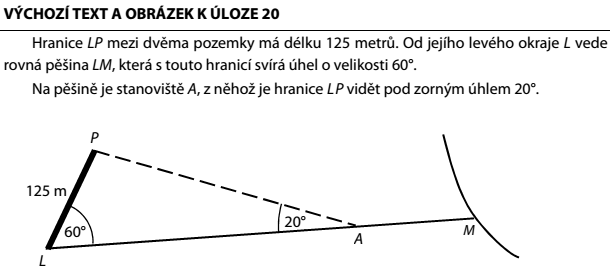 VÝCHOZÍ TEXT A OBRÁZEK K ÚLOZE 20
Hranice LP mezi dvěma pozemky má délku 125 metrů. Od jejího levého okraje L vede
rovná pěšina LM, která s touto hranicí svírá úhel o velikosti 60°.
Na pěšině je stanoviště A, z něhož je hranice LP vidět pod zorným úhlem 20°.
P
125 m
60°
20°
A
M
L